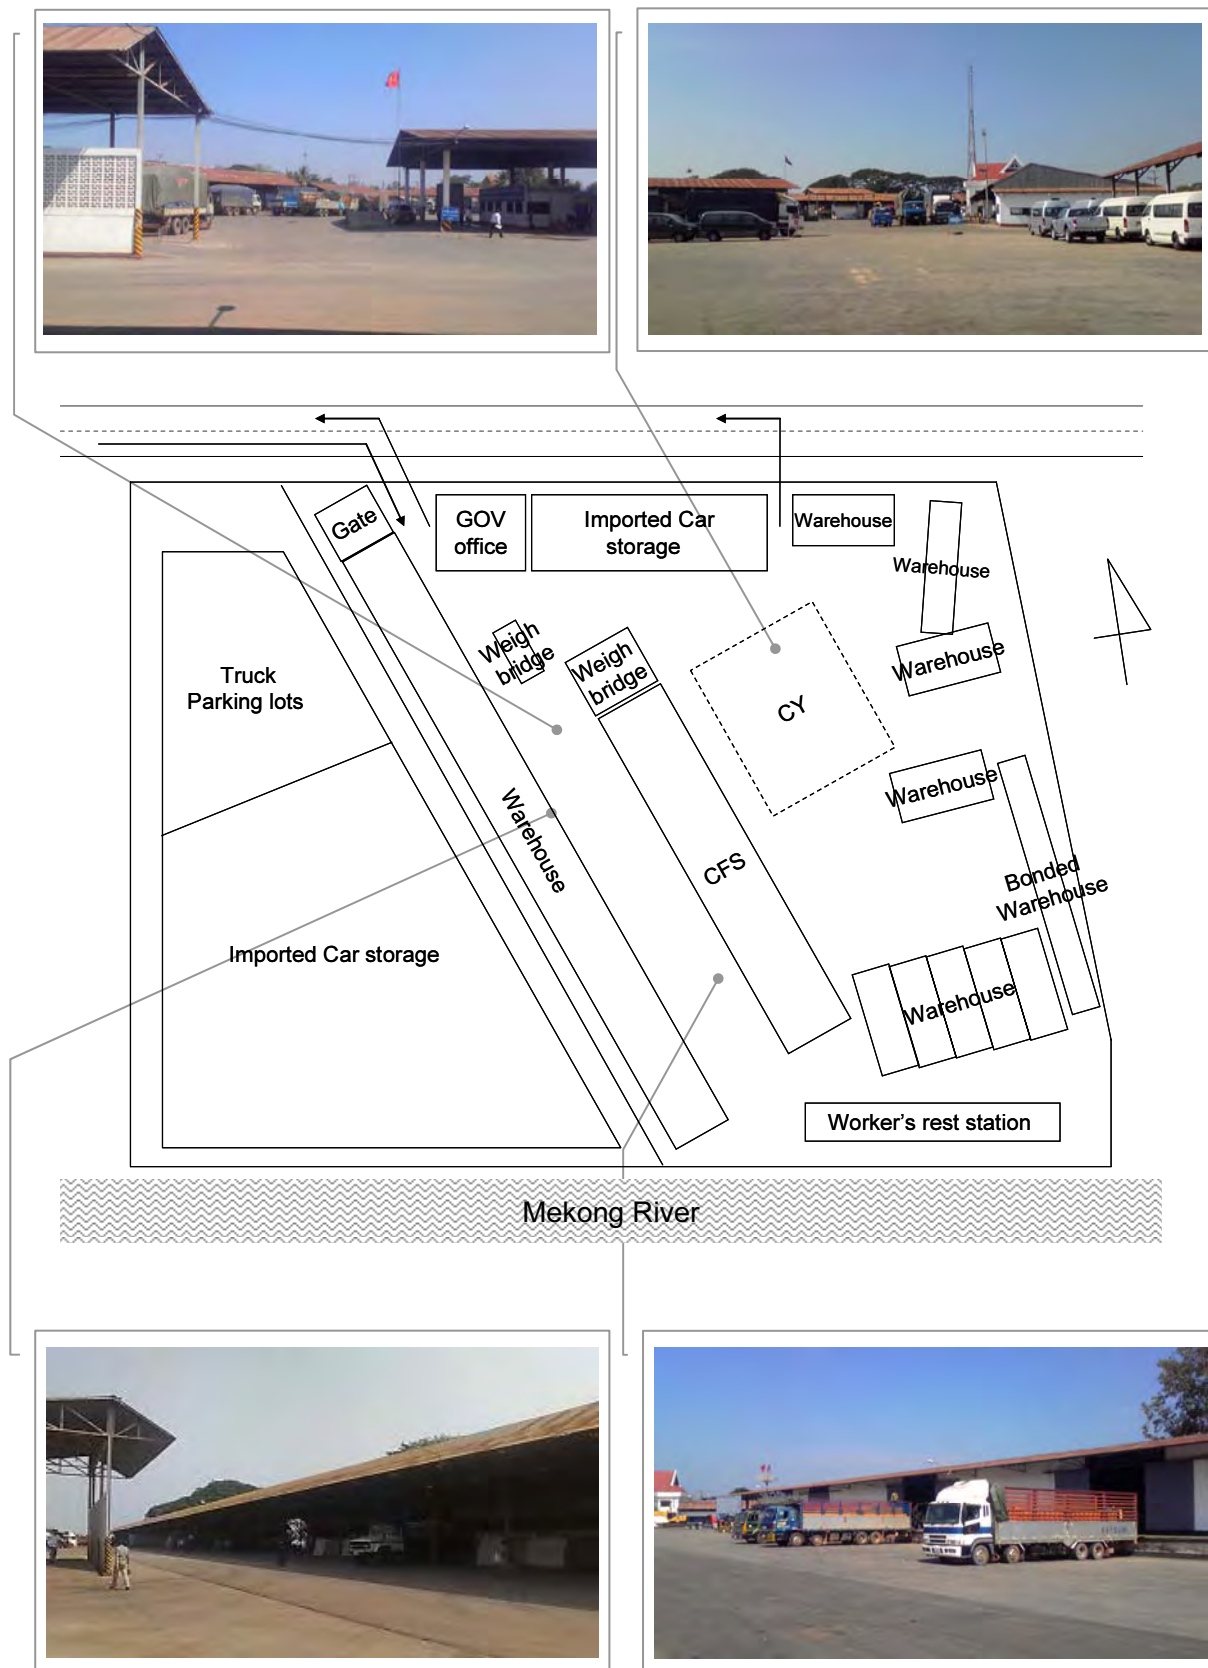 Gate
GOV
office
Imported Car
storage
Warehouse
Warehouse
Weigh
bridge
Weigh
bridge
Warehouse
Truck
Parking lots
CY
Warehouse
Warehouse
CFS
Bonded
Warehouse
Imported Car storage
Warehouse
Worker’s rest station
Mekong River